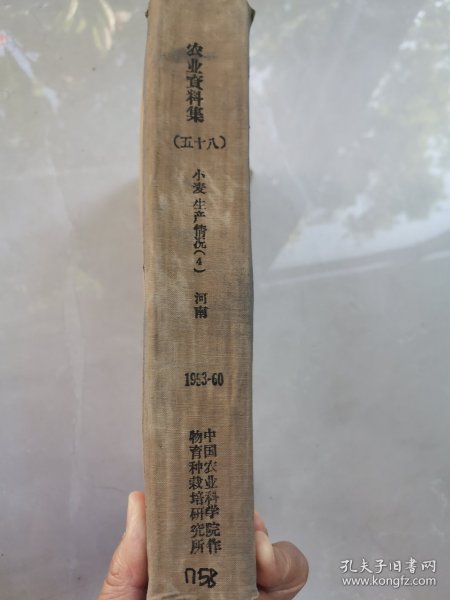 农业資料集
(五十八)
小麦生产情况(4) 河南
1953-60
中国农业科学院作
物育种栽培研究所
孔夫子旧书网
www.kongfz.com